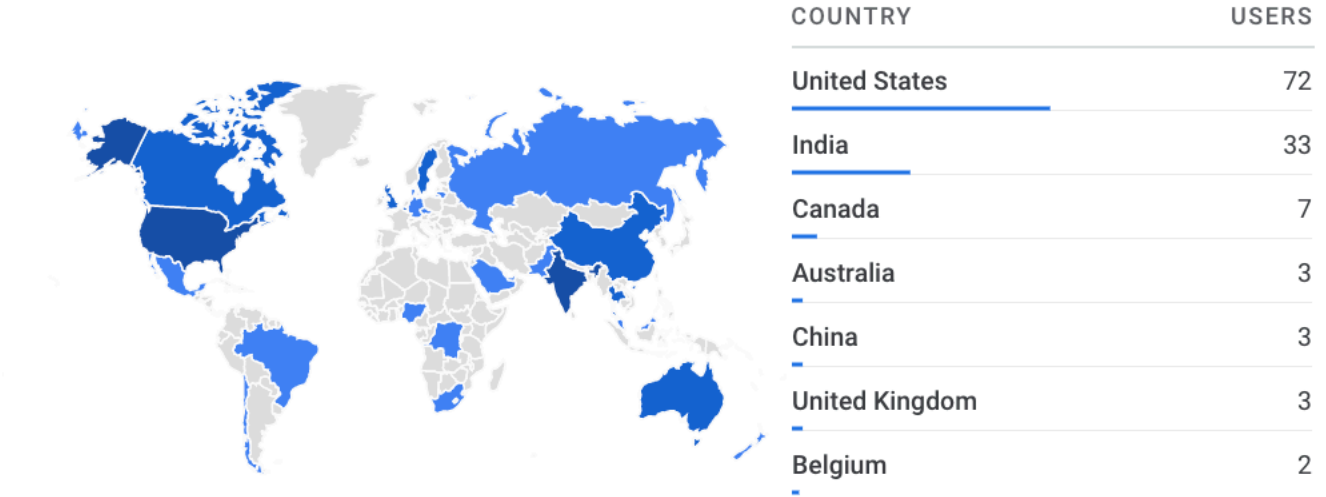 COUNTRY USERS
United States 72
India 33
Canada 7
Australia 3
China 3
United Kingdom 3
Belgium 2